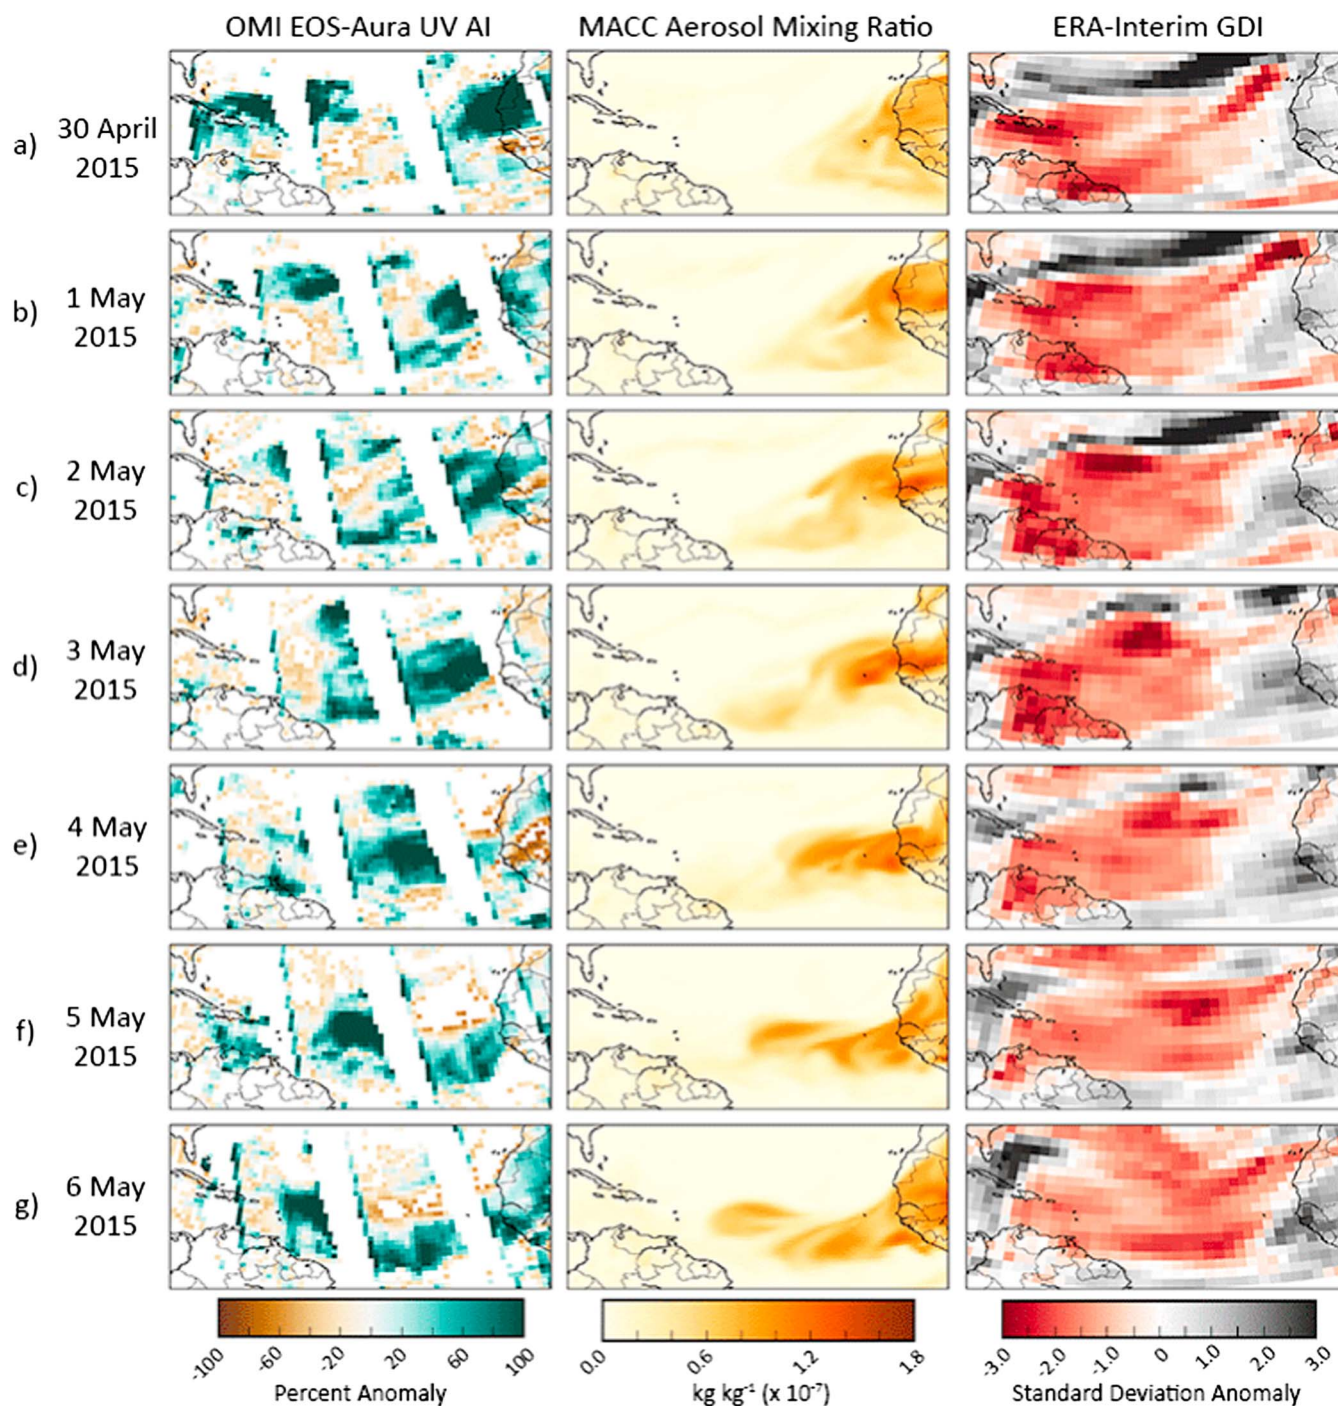 OMI EOS-Aura UV AI
MACC Aerosol Mixing Ratio
ERA-Interim GDI
a) 30 April
2015
b) 1 May
2015
c) 2 May
2015
d) 3 May
2015
e) 4 May
2015
f) 5 May
2015
g) 6 May
2015
-100 -60 -20 20 60 100
Percent Anomaly
0.0 0.6 1.2 1.8
kg kg⁻¹ (x 10⁻⁷)
-3.0 -2.0 -1.0 0 1.0 2.0 3.0
Standard Deviation Anomaly